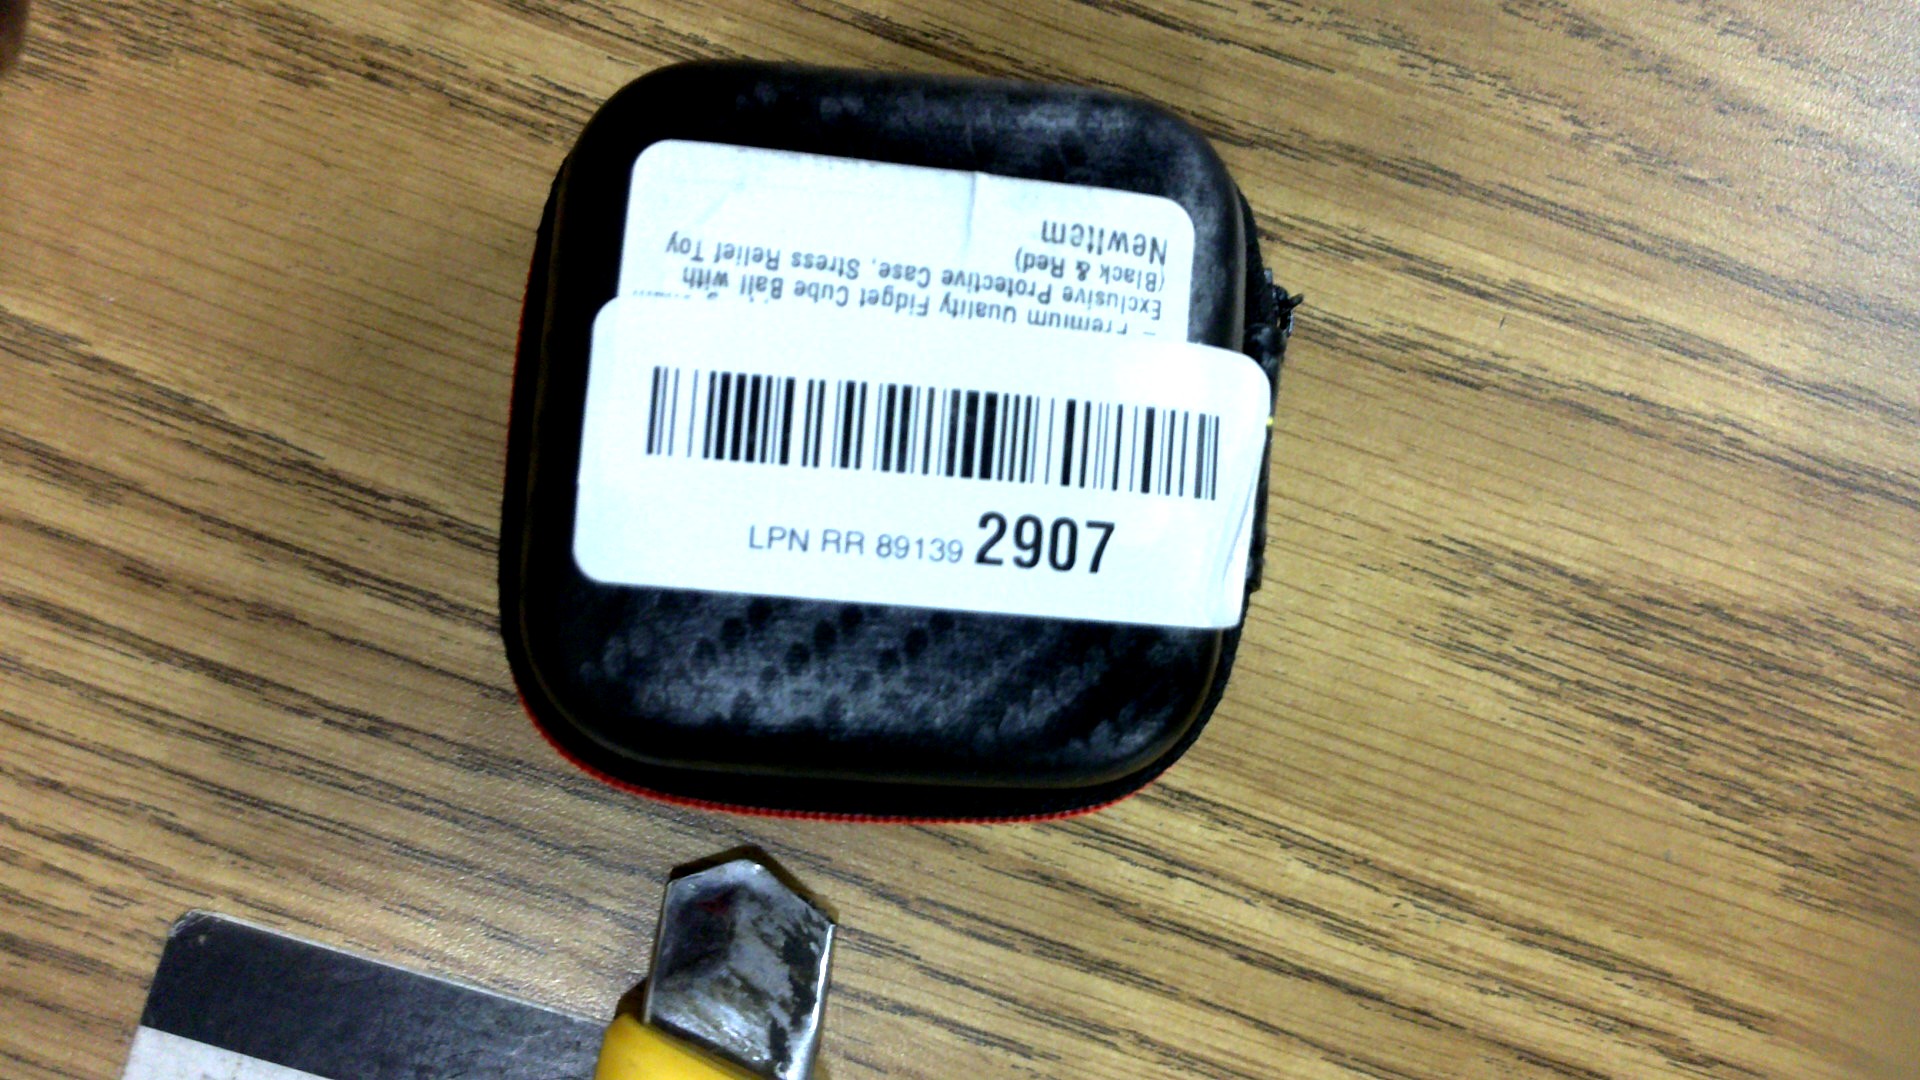 Premium Quality Fidget Cube Ball with
Exclusive Protective Case, Stress Relief Toy
(Black & Red)
NewItem
LPN RR 89139 2907